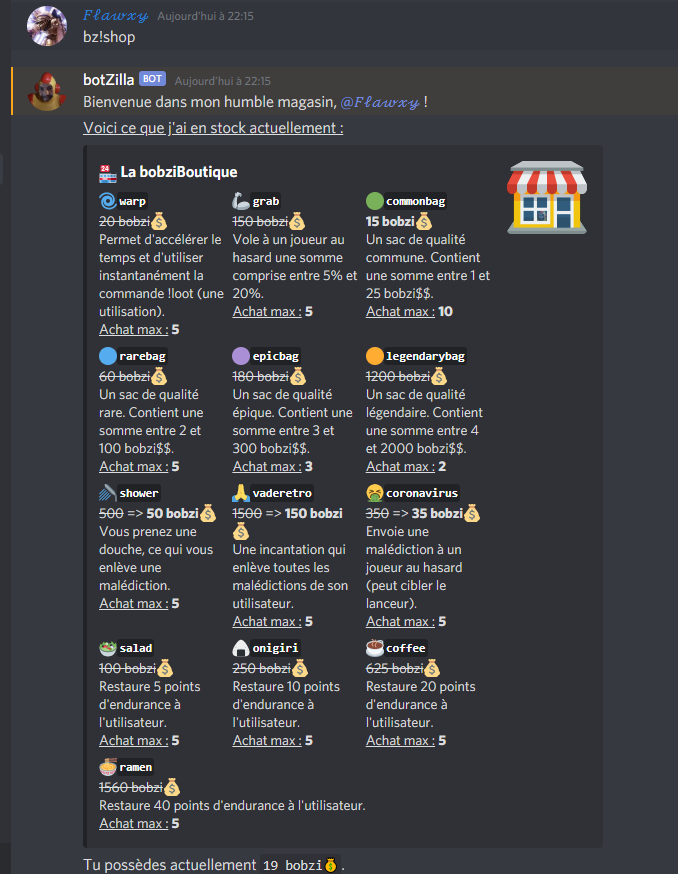 Fławxy Aujourd'hui à 22:15
bz!shop
botZilla BOT Aujourd'hui à 22:15
Bienvenue dans mon humble magasin, @Fławxy !
Voici ce que j'ai en stock actuellement :
24
La bobziBoutique
warp
20 bobzi
Permet d'accélérer le
temps et d'utiliser
instantanément la
commande !loot (une
utilisation).
Achat max : 5
grab
150 bobzi
Vole à un joueur au
hasard une somme
comprise entre 5% et
20%.
Achat max : 5
commonbag
15 bobzi
Un sac de qualité
commune. Contient
une somme entre 1 et
25 bobzi$$.
Achat max : 10
rarebag
60 bobzi
Un sac de qualité
rare. Contient une
somme entre 2 et
100 bobzi$$.
Achat max : 5
epicbag
180 bobzi
Un sac de qualité
épique. Contient une
somme entre 3 et
300 bobzi$$.
Achat max : 3
legendarybag
1200 bobzi
Un sac de qualité
légendaire. Contient
une somme entre 4
et 2000 bobzi$$.
Achat max : 2
shower
500 => 50 bobzi
Vous prenez une
douche, ce qui vous
enlève une
malédiction.
Achat max : 5
vaderetro
1500 => 150 bobzi
Une incantation qui
enlève toutes les
malédictions de son
utilisateur.
Achat max : 5
coronavirus
350 => 35 bobzi
Envoie une
malédiction à un
joueur au hasard
(peut cibler le
lanceur).
Achat max : 5
salad
100 bobzi
Restaure 5 points
d'endurance à
l'utilisateur.
Achat max : 5
onigiri
250 bobzi
Restaure 10 points
d'endurance à
l'utilisateur.
Achat max : 5
coffee
625 bobzi
Restaure 20 points
d'endurance à
l'utilisateur.
Achat max : 5
ramen
1560 bobzi
Restaure 40 points d'endurance à l'utilisateur.
Achat max : 5
Tu possèdes actuellement 19 bobzi .